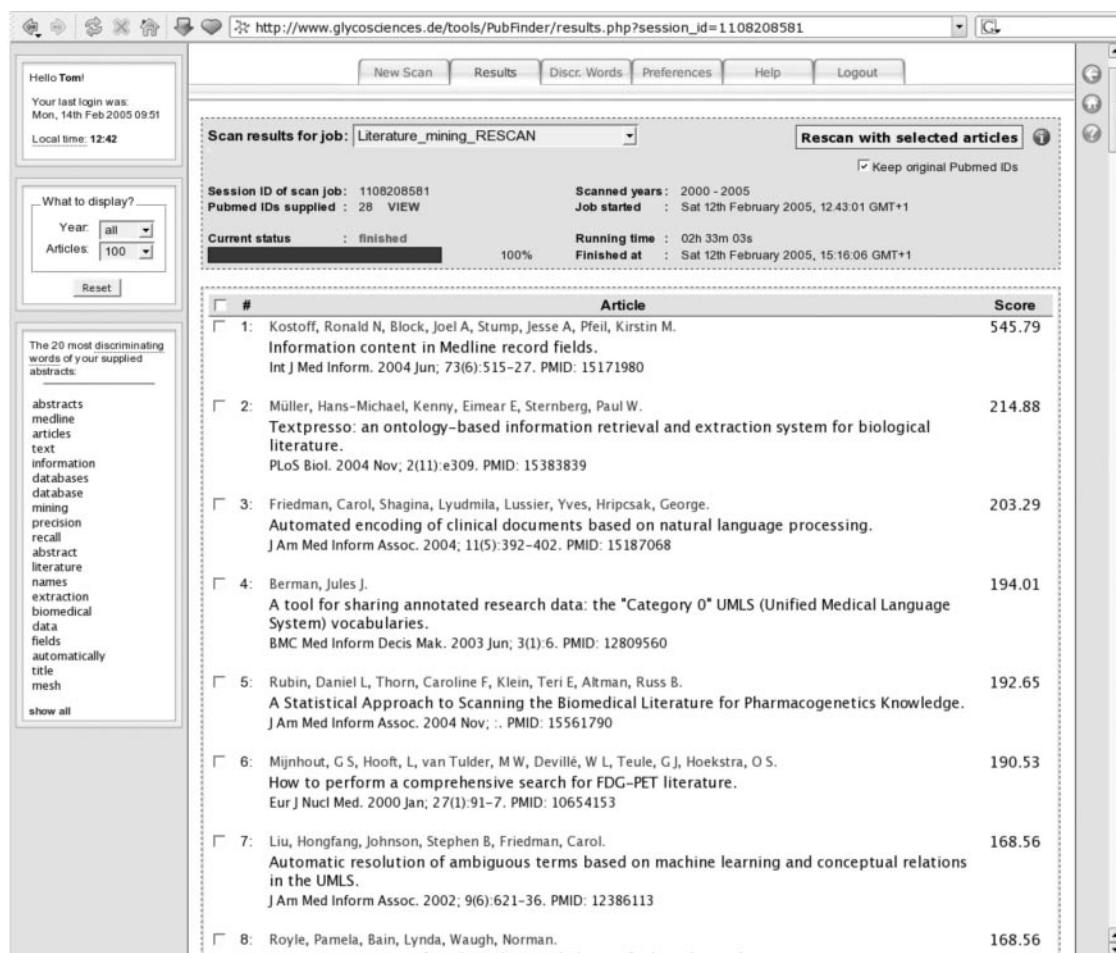 http://www.glycosciences.de/tools/PubFinder/results.php?session_id=1108208581
G
Hello Tom!
Your last login was:
Mon, 14th Feb 2005 09:51
Local time: 12:42
What to display?
Year: all
Articles: 100
Reset
The 20 most discriminating
words of your supplied
abstracts:
abstracts
medline
articles
text
information
databases
database
mining
precision
recall
abstract
literature
names
extraction
biomedical
data
fields
automatically
title
mesh
show all
New Scan Results Discr. Words Preferences Help Logout
Scan results for job: Literature_mining_RESCAN Rescan with selected articles
Keep original Pubmed IDs
Session ID of scan job: 1108208581 Scanned years: 2000 - 2005
Pubmed IDs supplied : 28 VIEW Job started : Sat 12th February 2005, 12.43:01 GMT+1
Current status : finished Running time : 02h 33m 03s
100% Finished at : Sat 12th February 2005, 15:16:06 GMT+1
# Article Score
1: Kostoff, Ronald N, Block, Joel A, Stump, Jesse A, Pfeil, Kirstin M. 545.79
Information content in Medline record fields.
Int J Med Inform. 2004 Jun; 73(6):515-27. PMID: 15171980
2: Müller, Hans-Michael, Kenny, Eimear E, Sternberg, Paul W. 214.88
Textpresso: an ontology-based information retrieval and extraction system for biological
literature.
PLoS Biol. 2004 Nov; 2(11):e309. PMID: 15383839
3: Friedman, Carol, Shagina, Lyudmila, Lussier, Yves, Hripcsak, George. 203.29
Automated encoding of clinical documents based on natural language processing.
J Am Med Inform Assoc. 2004; 11(5):392-402. PMID: 15187068
4: Berman, Jules J. 194.01
A tool for sharing annotated research data: the "Category 0" UMLS (Unified Medical Language
System) vocabularies.
BMC Med Inform Decis Mak. 2003 Jun; 3(1):6. PMID: 12809560
5: Rubin, Daniel L, Thorn, Caroline F, Klein, Teri E, Altman, Russ B. 192.65
A Statistical Approach to Scanning the Biomedical Literature for Pharmacogenetics Knowledge.
J Am Med Inform Assoc. 2004 Nov; :. PMID: 15561790
6: Mijnhout, G S, Hooft, L, van Tulder, M W, Devillé, W L, Teule, G J, Hoekstra, O S. 190.53
How to perform a comprehensive search for FDG-PET literature.
Eur J Nucl Med. 2000 Jan; 27(1):91-7. PMID: 10654153
7: Liu, Hongfang, Johnson, Stephen B, Friedman, Carol. 168.56
Automatic resolution of ambiguous terms based on machine learning and conceptual relations
in the UMLS.
J Am Med Inform Assoc. 2002; 9(6):621-36. PMID: 12386113
8: Royle, Pamela, Bain, Lynda, Waugh, Norman. 168.56